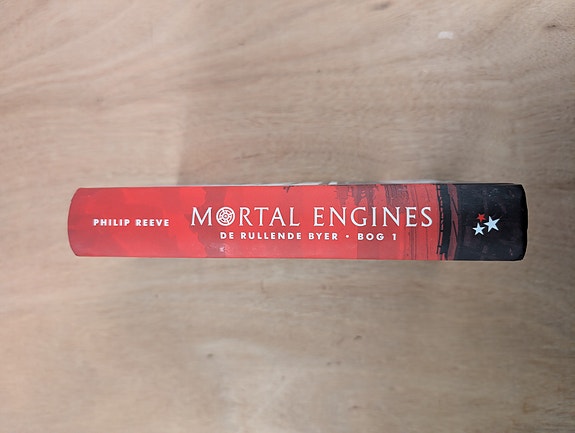 PHILIP REEVE
MORTAL ENGINES
DE RULLENDE BYER • BOG 1